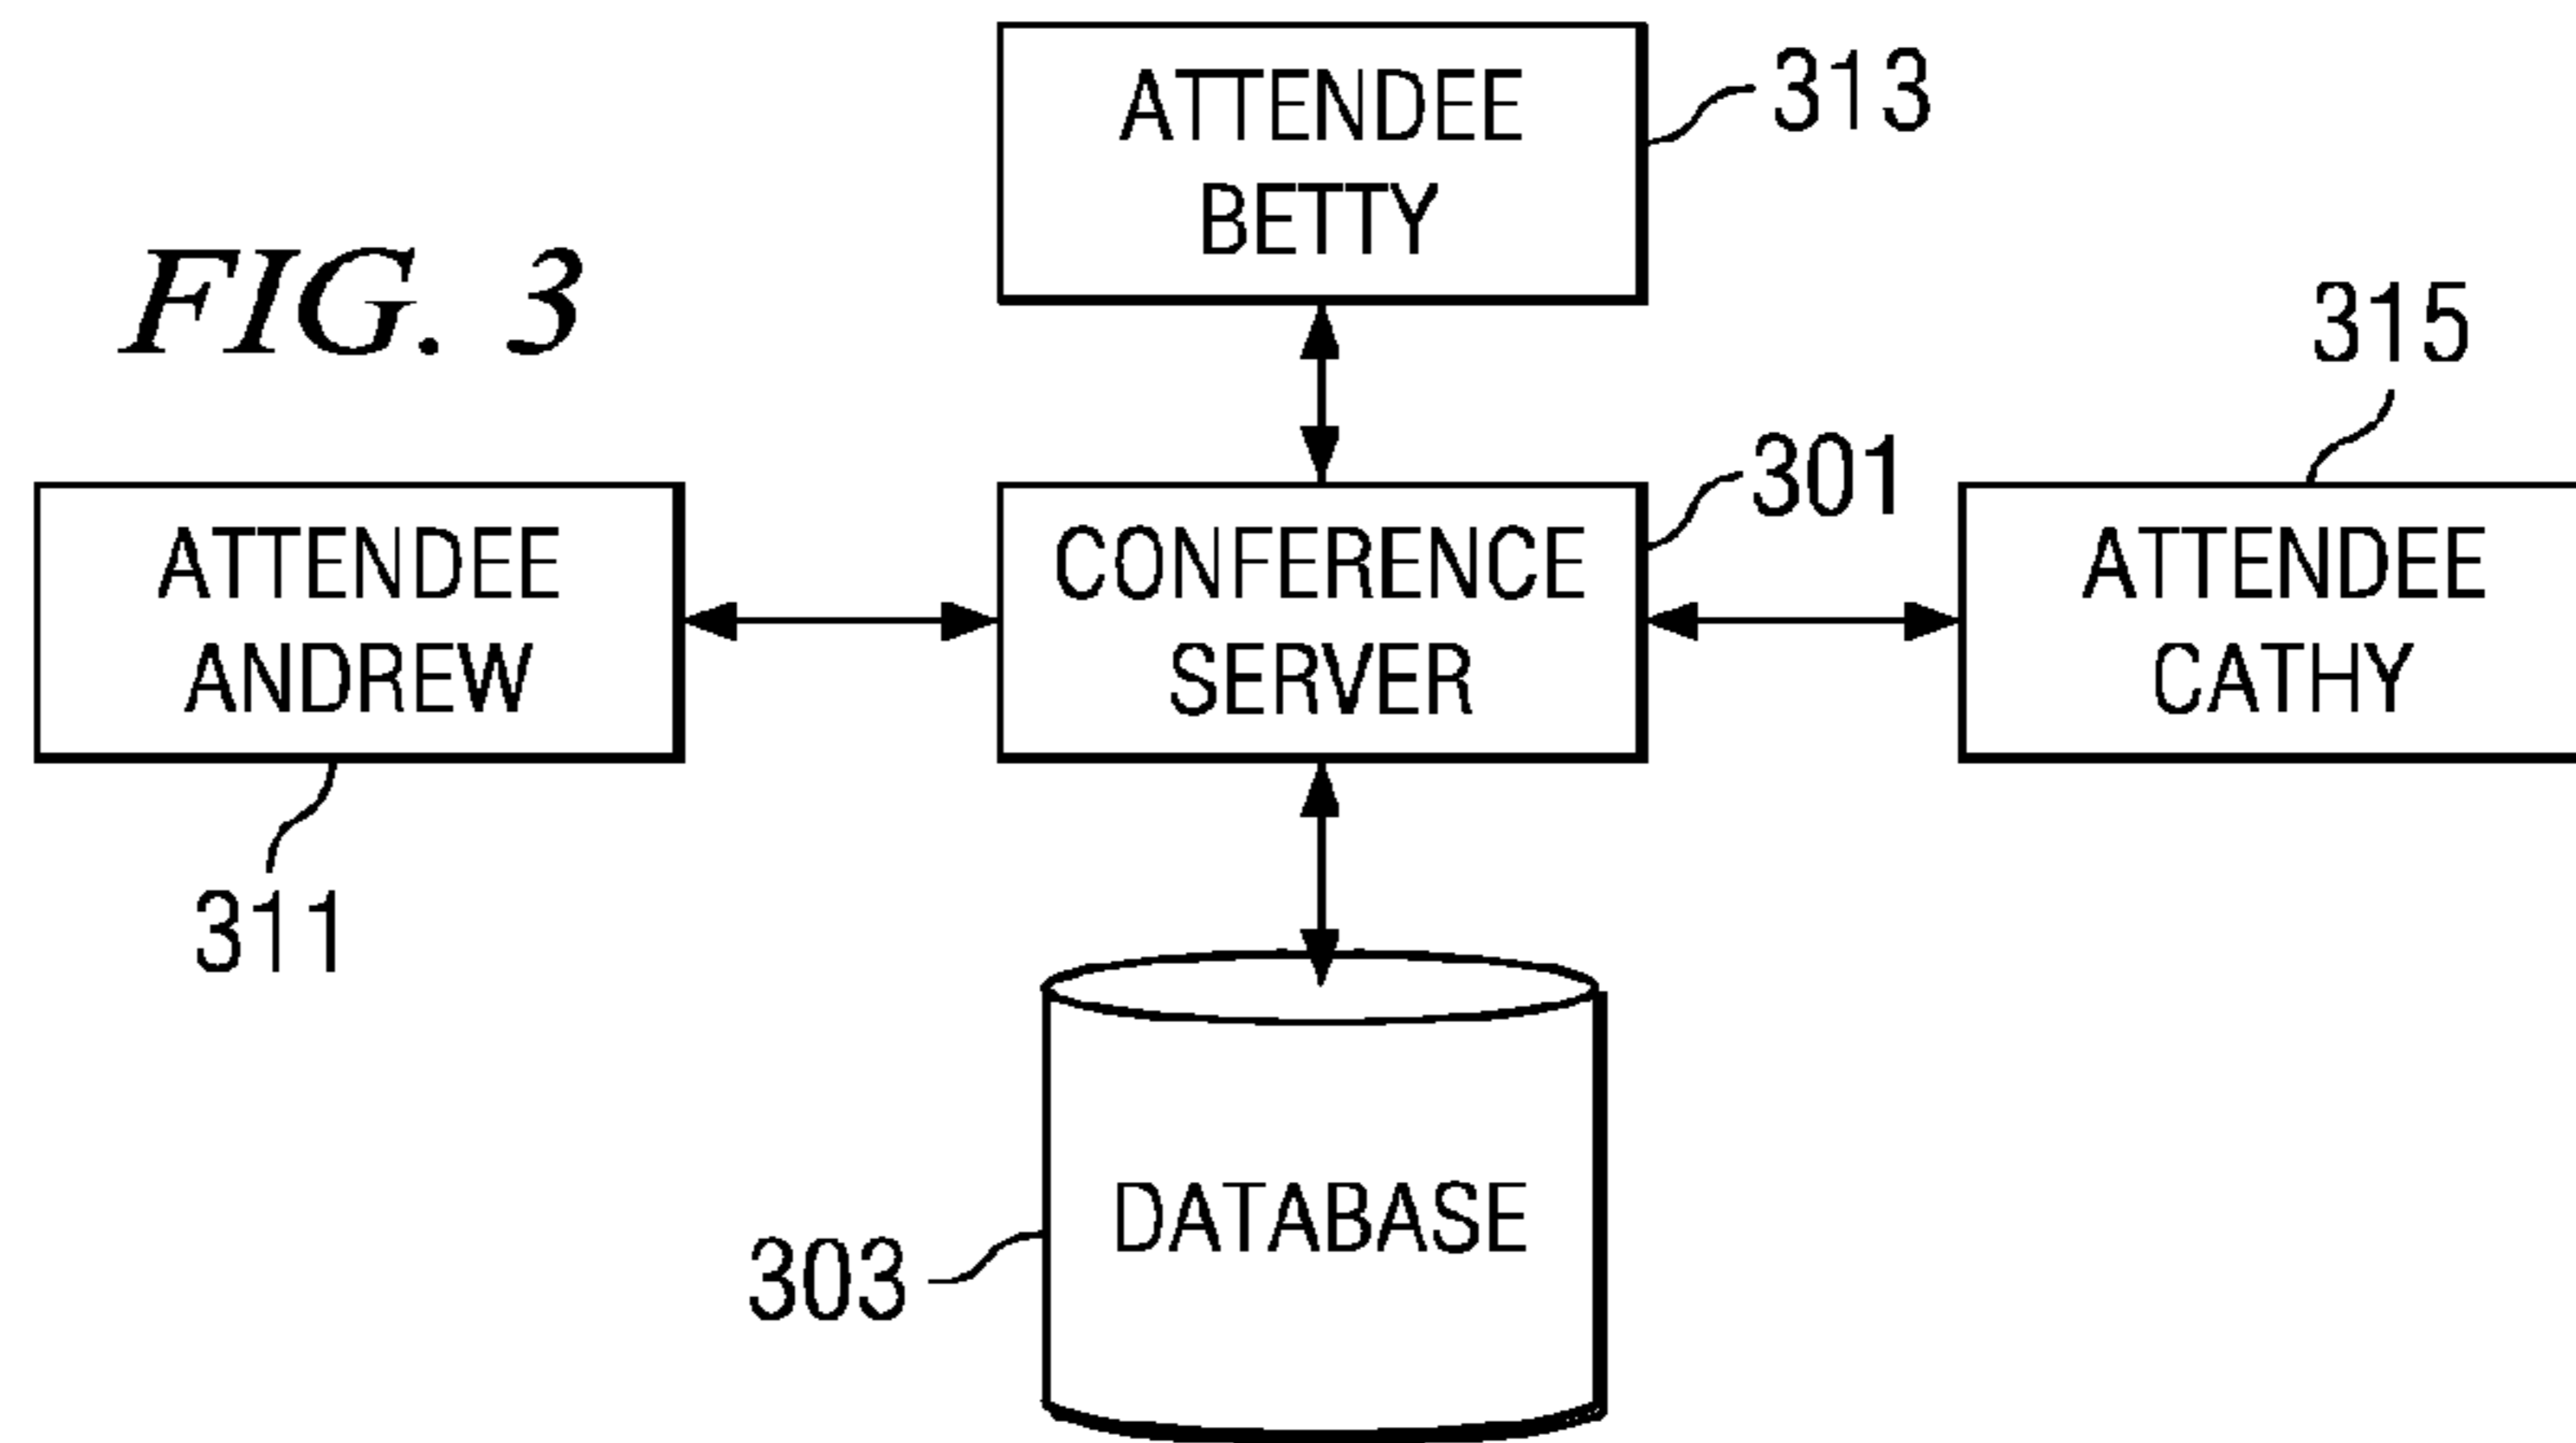 ATTENDEE
BETTY
313
FIG. 3
315
301
ATTENDEE
ANDREW
CONFERENCE
SERVER
ATTENDEE
CATHY
311
DATABASE
303